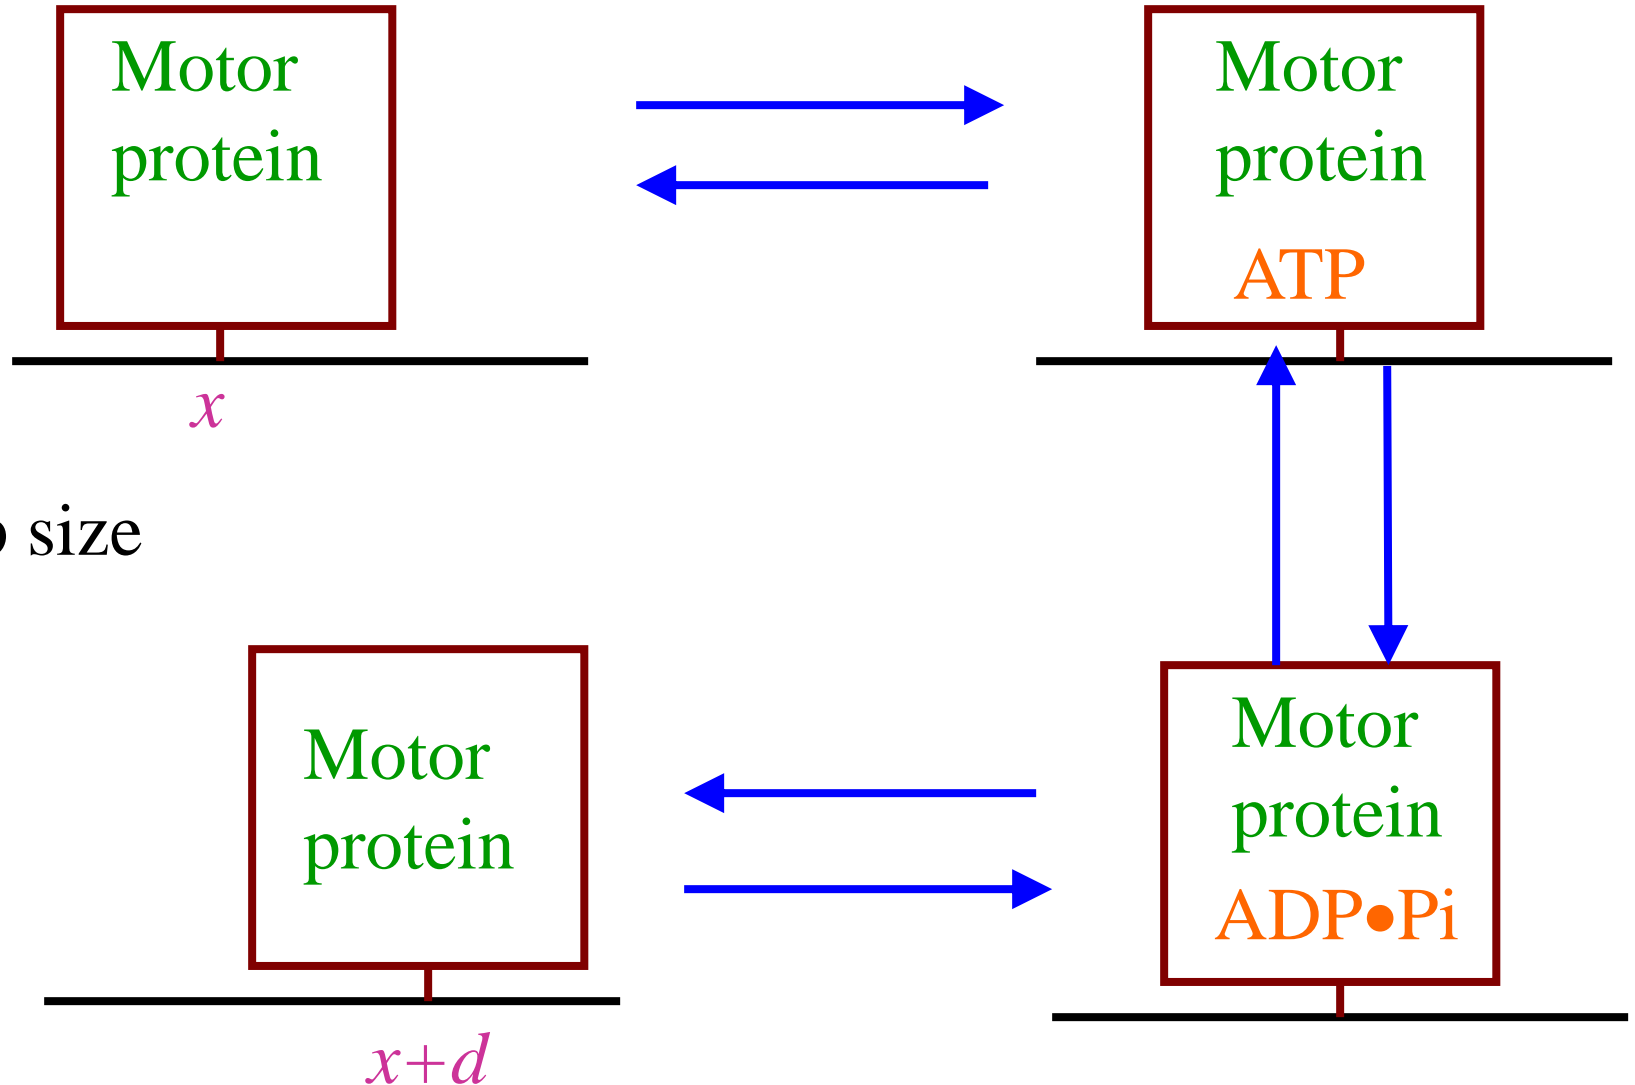 Motor
protein
x
Motor
protein
ATP
size
Motor
protein
x+d
Motor
protein
ADP•Pi